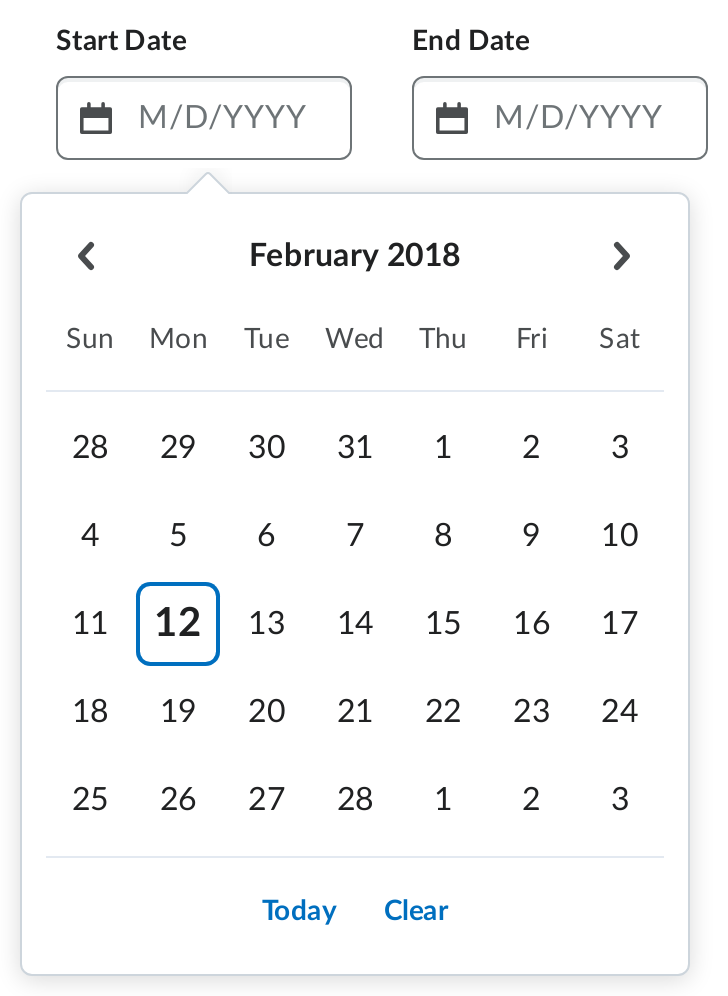 Start Date End Date
M/D/YYYY M/D/YYYY
February 2018
Sun Mon Tue Wed Thu Fri Sat
28 29 30 31 1 2 3
4 5 6 7 8 9 10
11 12 13 14 15 16 17
18 19 20 21 22 23 24
25 26 27 28 1 2 3
Today Clear